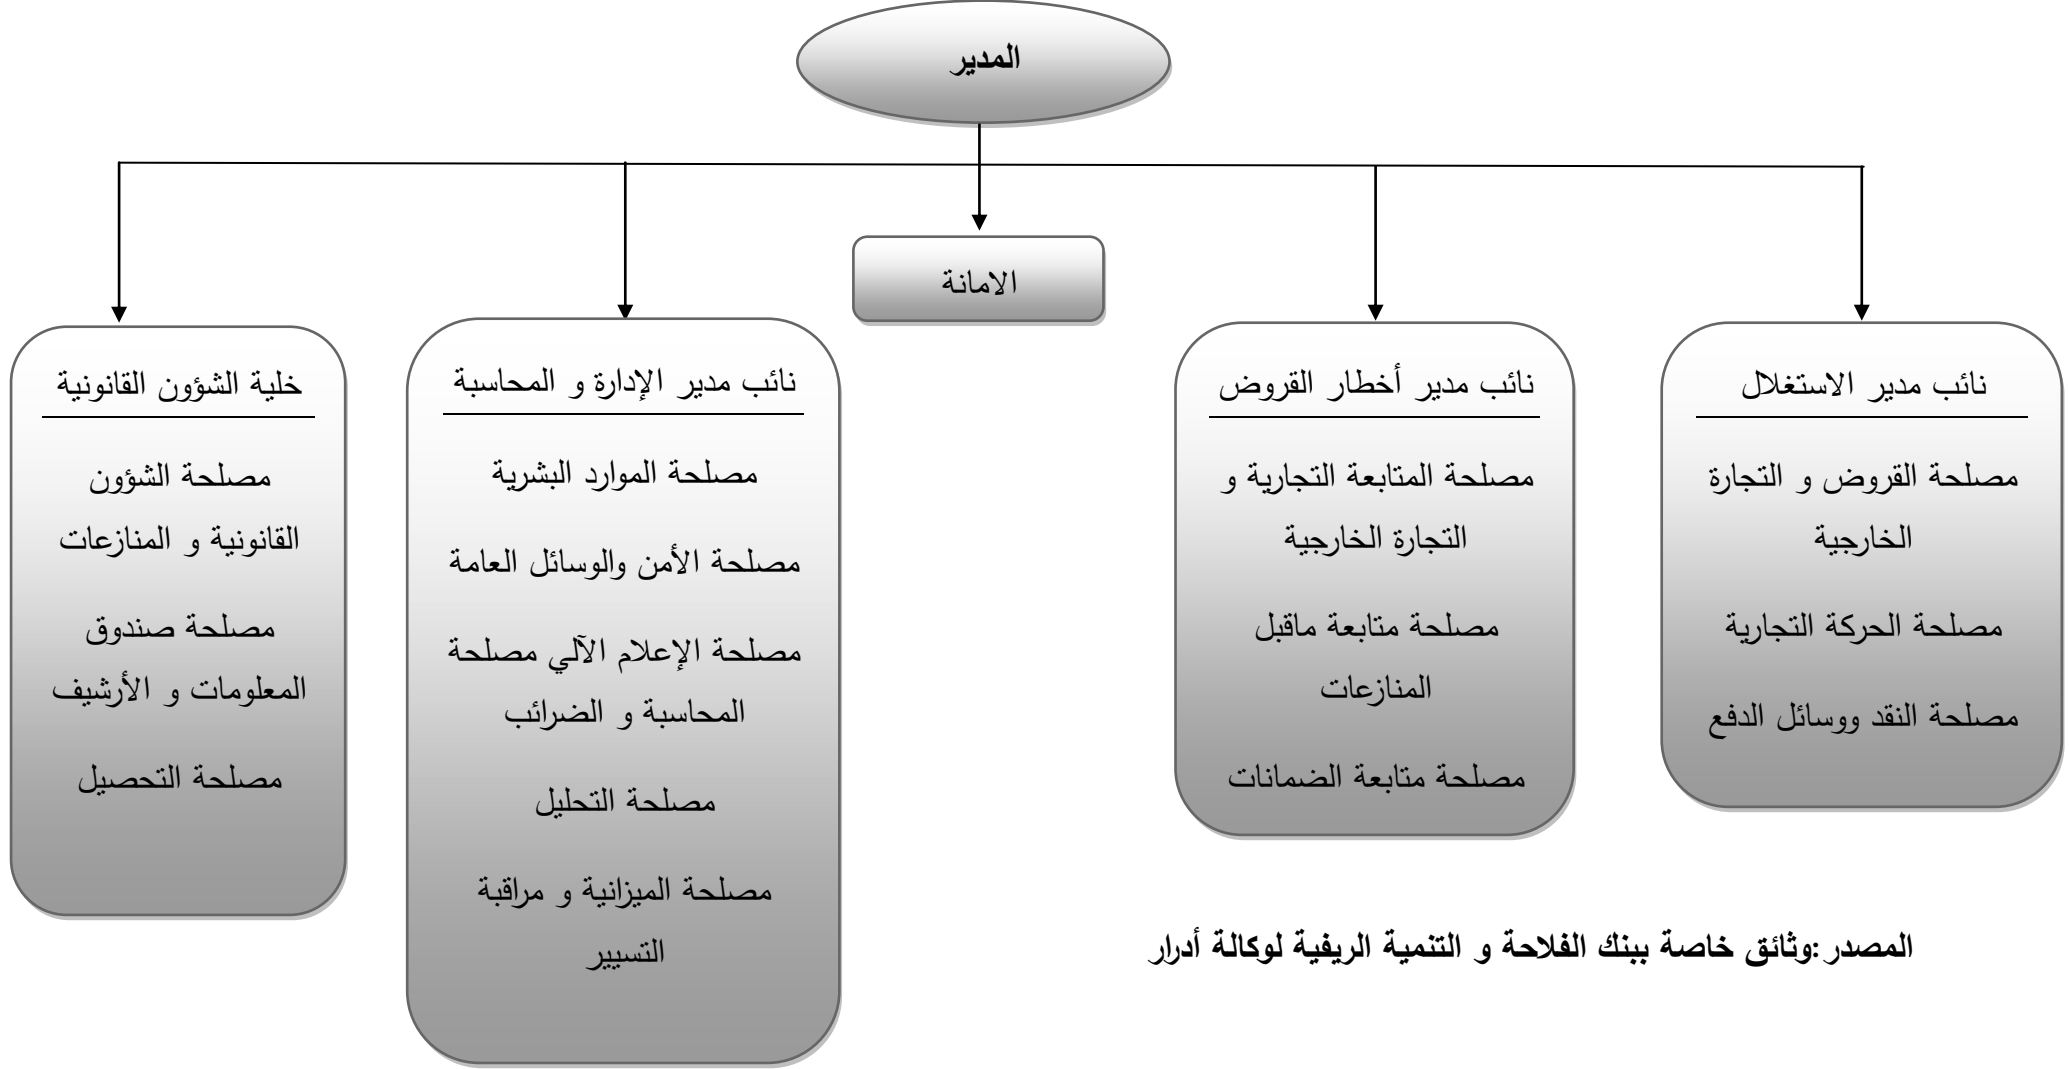 المدير
الامانة
نائب مدير الاستغلال
مصلحة القروض و التجارة
الخارجية
مصلحة الحركة التجارية
مصلحة النقد ووسائل الدفع
نائب مدير أخطار القروض
مصلحة المتابعة التجارية و
التجارة الخارجية
مصلحة متابعة ماقبل
المنازعات
مصلحة متابعة الضمانات
نائب مدير الإدارة و المحاسبة
مصلحة الموارد البشرية
مصلحة الأمن والوسائل العامة
مصلحة الإعلام الآلي مصلحة
المحاسبة و الضرائب
مصلحة التحليل
مصلحة الميزانية و مراقبة
التسيير
خلية الشؤون القانونية
مصلحة الشؤون
القانونية و المنازعات
مصلحة صندوق
المعلومات و الأرشيف
مصلحة التحصيل
المصدر :وثائق خاصة ببنك الفلاحة و التنمية الريفية لوكالة أدرار